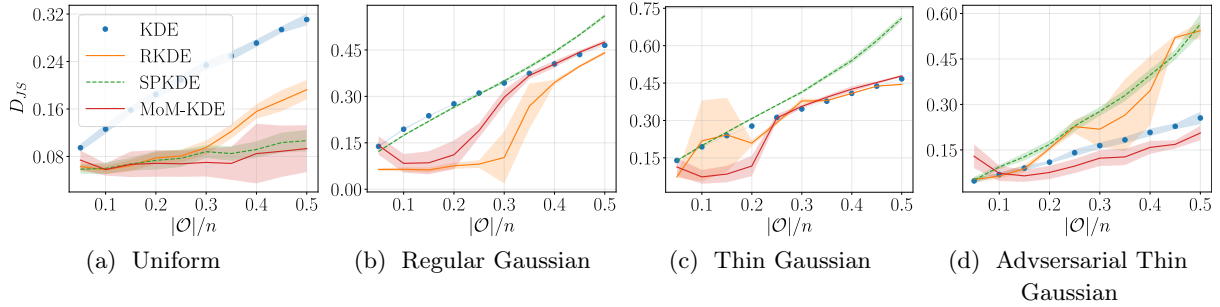 0.32
0.24
0.16
0.08
D_{JS}
KDE
RKDE
SPKDE
MoM-KDE
0.1 0.2 0.3 0.4 0.5
|𝒪|/n
(a) Uniform
0.45
0.30
0.15
0.00
0.1 0.2 0.3 0.4 0.5
|𝒪|/n
(b) Regular Gaussian
0.75
0.60
0.45
0.30
0.15
0.1 0.2 0.3 0.4 0.5
|𝒪|/n
(c) Thin Gaussian
0.60
0.45
0.30
0.15
0.1 0.2 0.3 0.4 0.5
|𝒪|/n
(d) Advsersarial Thin
Gaussian